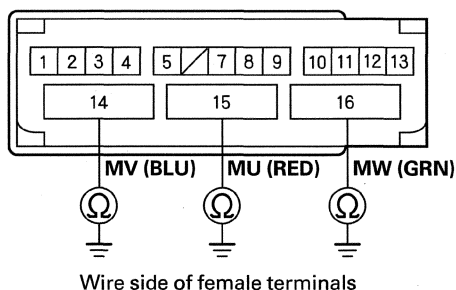 1 2 3 4 5 7 8 9 10 11 12 13
14 15 16
MV (BLU) MU (RED) MW (GRN)
Ω Ω Ω
Wire side of female terminals